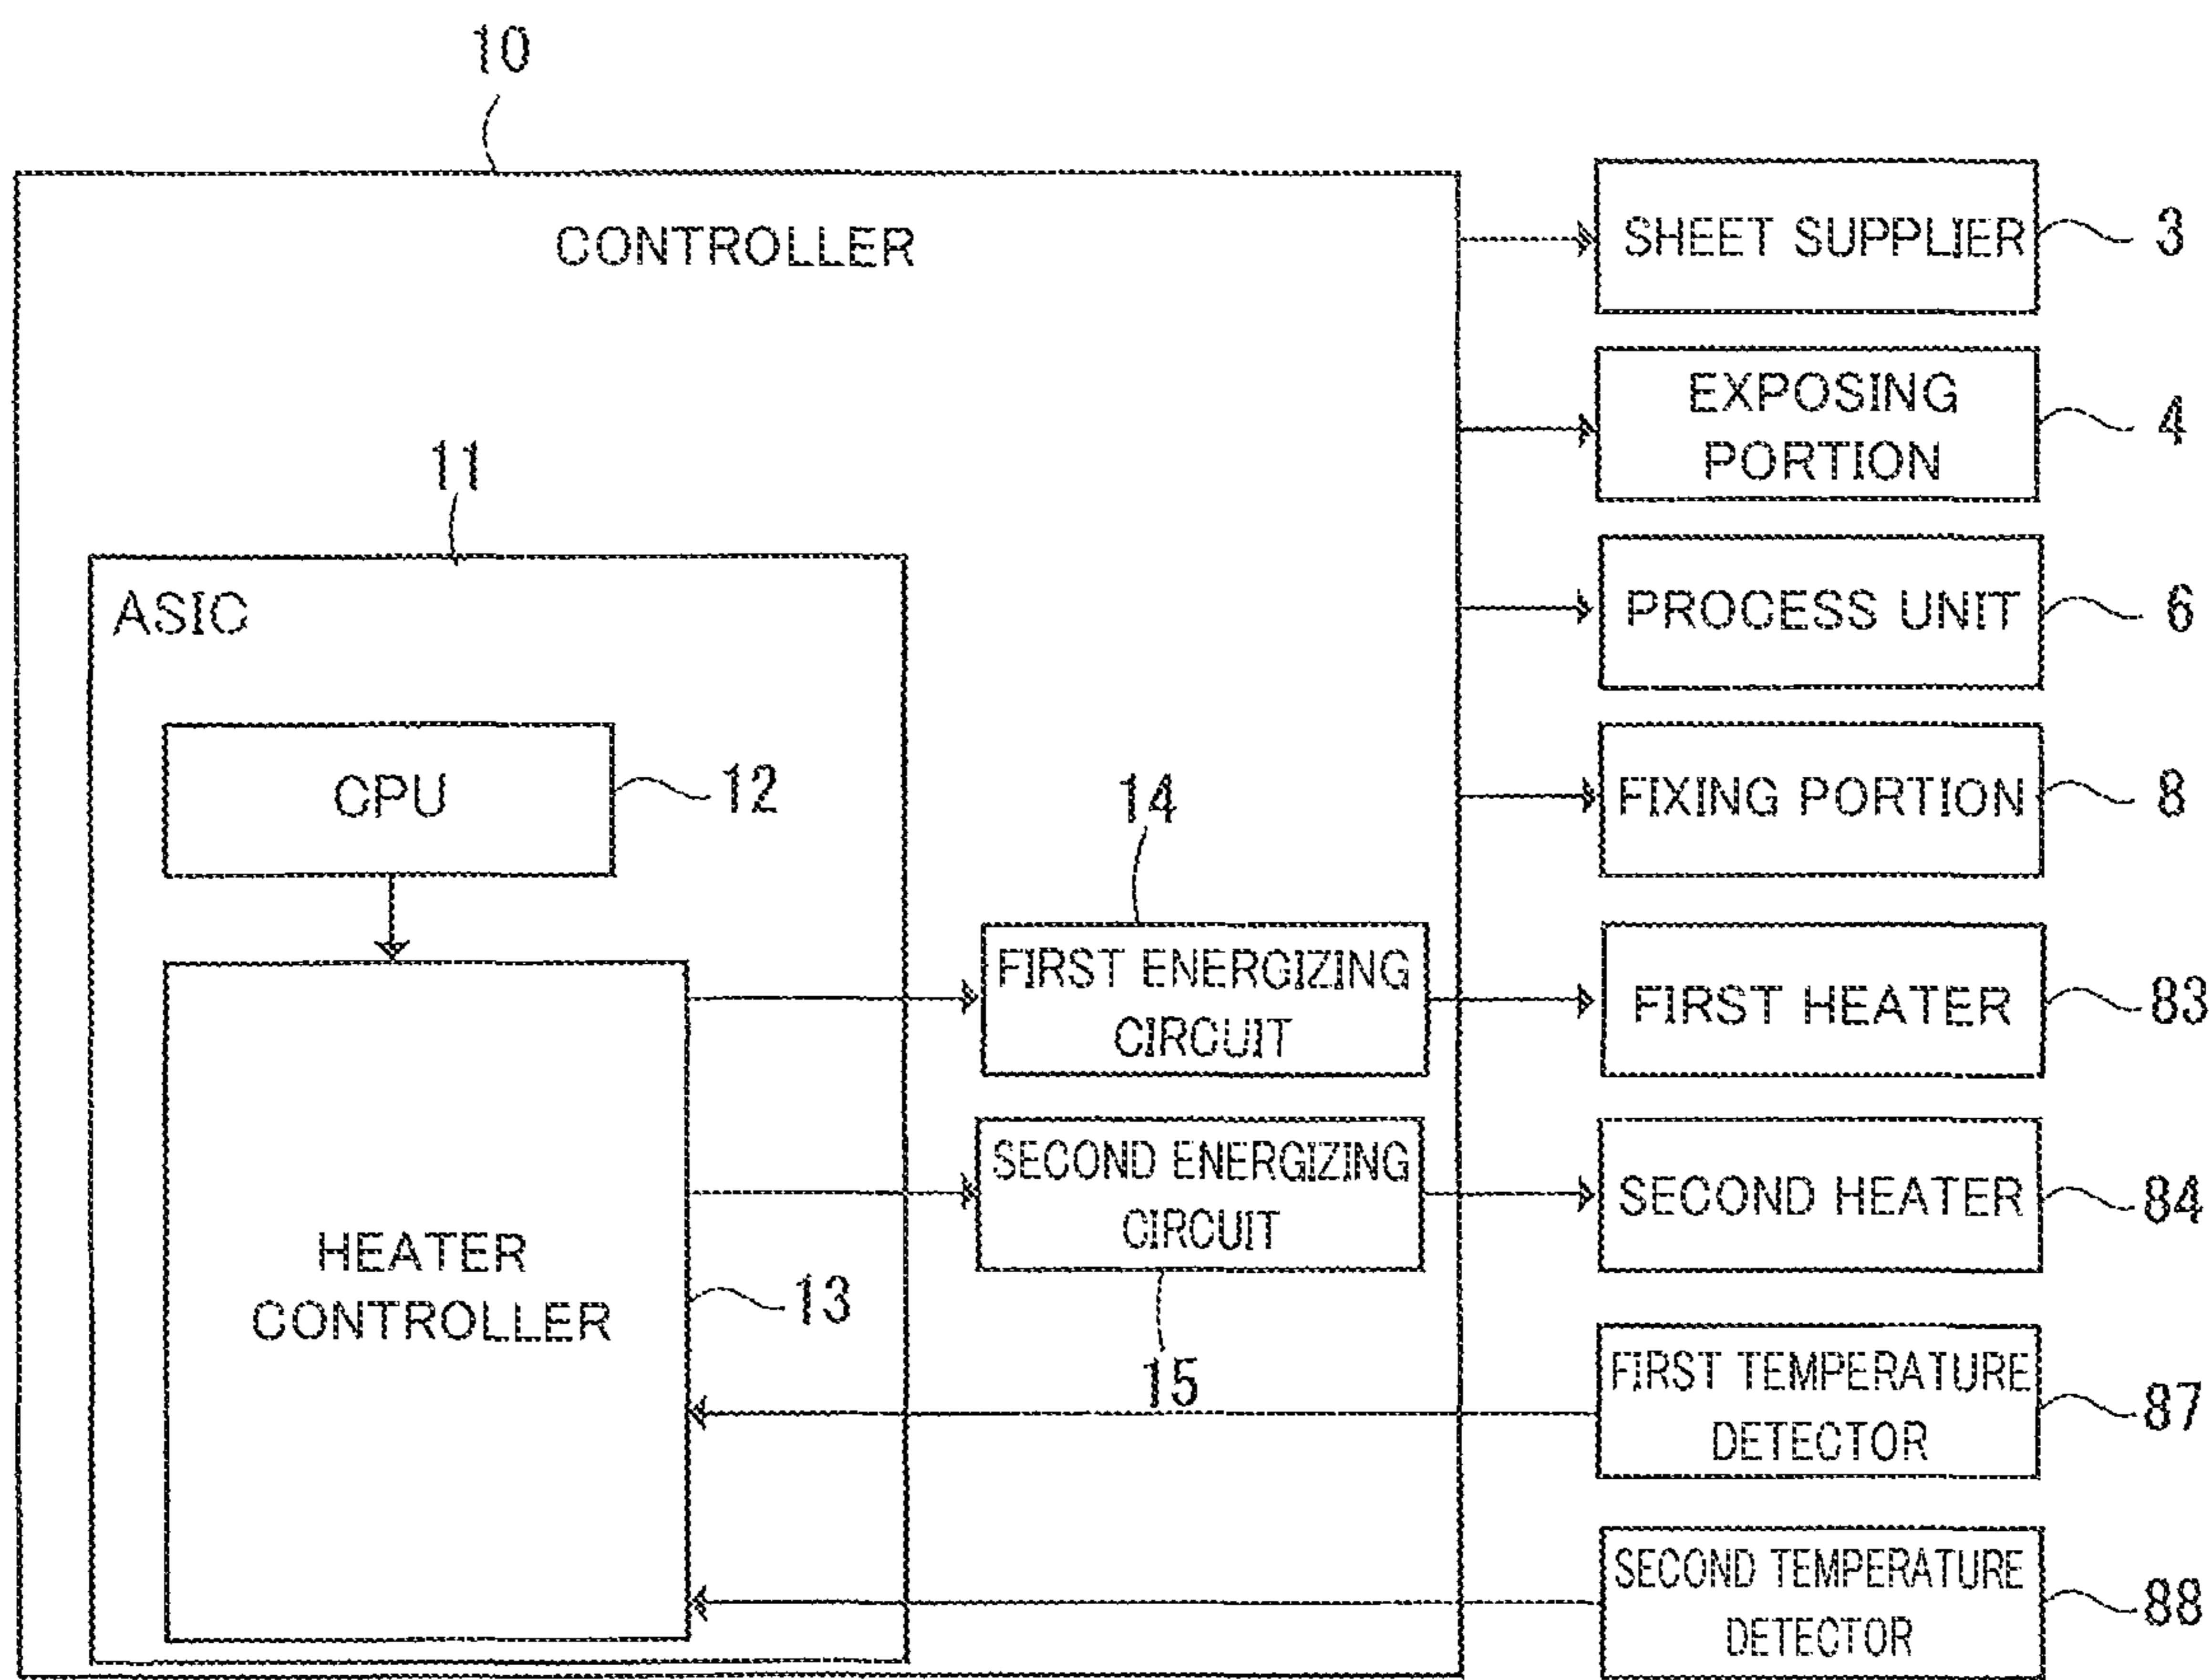 10
CONTROLLER
SHEET SUPPLIER
3
EXPOSING
PORTION
4
11
ASIC
PROCESS UNIT
6
CPU
12
FIXING PORTION
8
14
FIRST ENERGIZING
CIRCUIT
FIRST HEATER
83
SECOND ENERGIZING
CIRCUIT
SECOND HEATER
84
HEATER
CONTROLLER
13
15
FIRST TEMPERATURE
DETECTOR
87
SECOND TEMPERATURE
DETECTOR
88